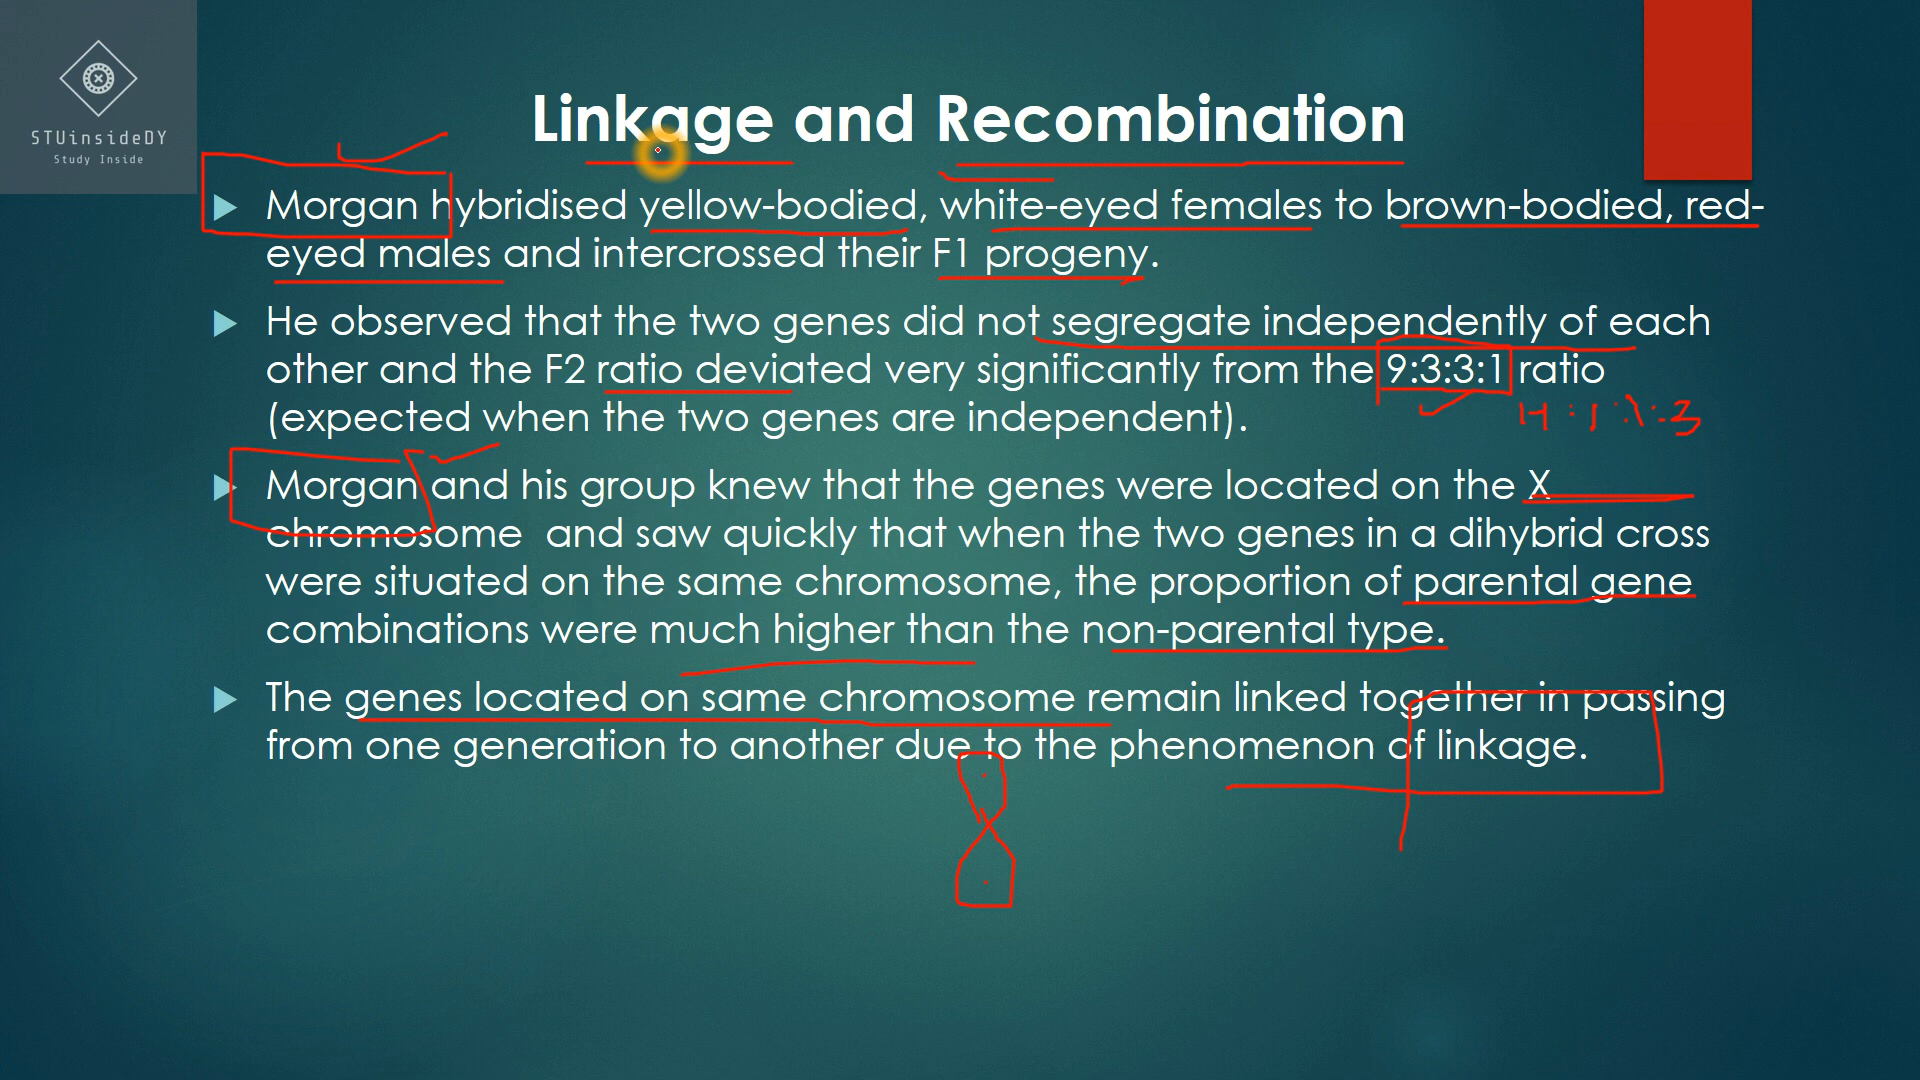 STUinsideDY
Study Inside
Linkage and Recombination
Morgan hybridised yellow-bodied, white-eyed females to brown-bodied, red-
eyed males and intercrossed their F1 progeny.
He observed that the two genes did not segregate independently of each
other and the F2 ratio deviated very significantly from the 9:3:3:1 ratio
(expected when the two genes are independent).
Morgan and his group knew that the genes were located on the X
chromosome and saw quickly that when the two genes in a dihybrid cross
were situated on the same chromosome, the proportion of parental gene
combinations were much higher than the non-parental type.
The genes located on same chromosome remain linked together in passing
from one generation to another due to the phenomenon of linkage.